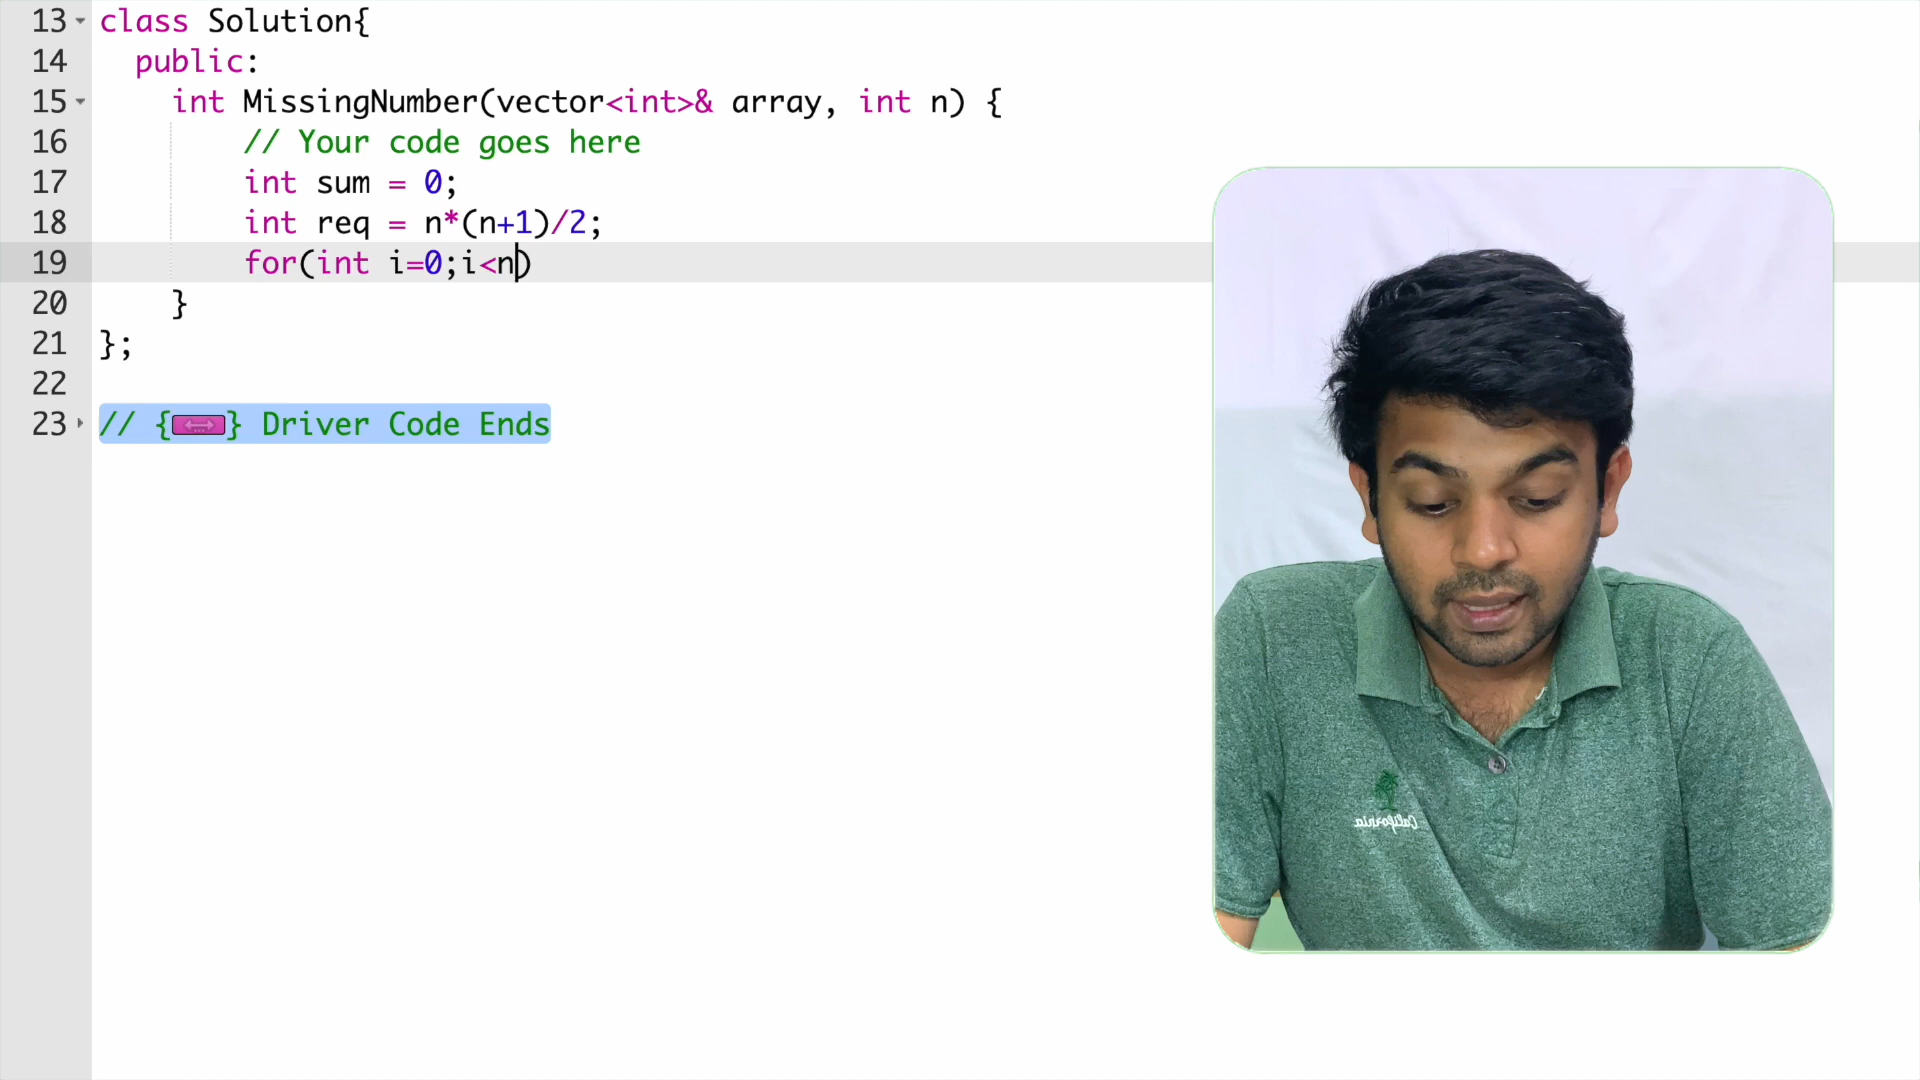 13 class Solution{
14 public:
15 int MissingNumber(vector<int>& array, int n) {
16 // Your code goes here
17 int sum = 0;
18 int req = n*(n+1)/2;
19 for(int i=0;i<n)
20 }
21 };
22
23 // {...} Driver Code Ends
California